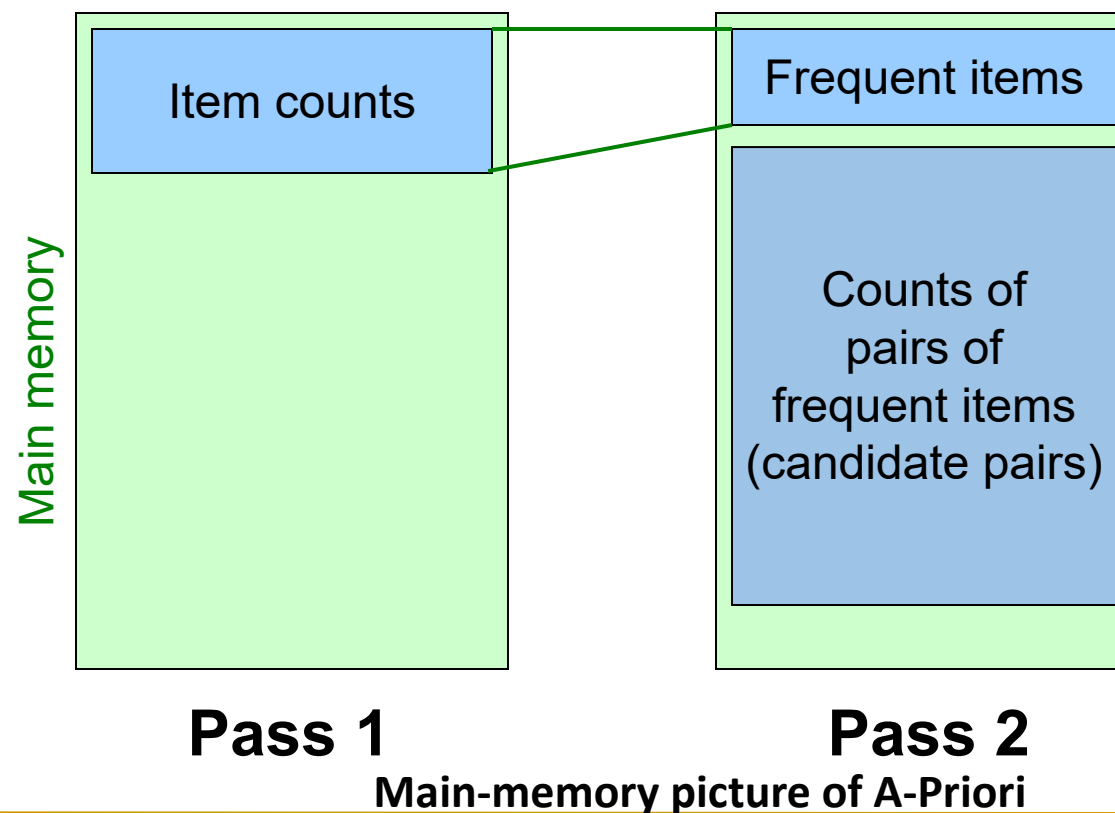 Main memory
Item counts
Frequent items
Counts of
pairs of
frequent items
(candidate pairs)
Pass 1
Pass 2
Main-memory picture of A-Priori